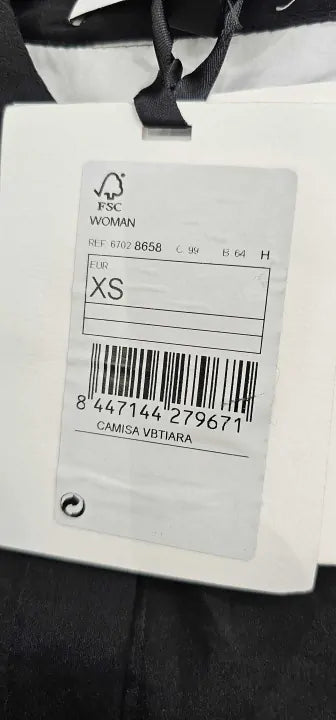 FSC
WOMAN
REF 6702 8658 C 99 B 64 H
EUR
XS
8 447144 279671
CAMISA VBTIARA